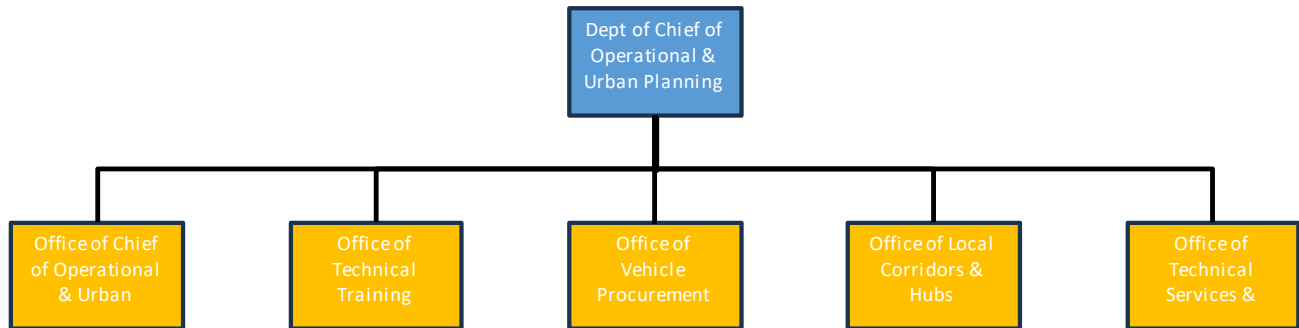 Dept of Chief of
Operational &
Urban Planning
Office of Chief
of Operational
& Urban
Office of
Technical
Training
Office of
Vehicle
Procurement
Office of Local
Corridors &
Hubs
Office of
Technical
Services &